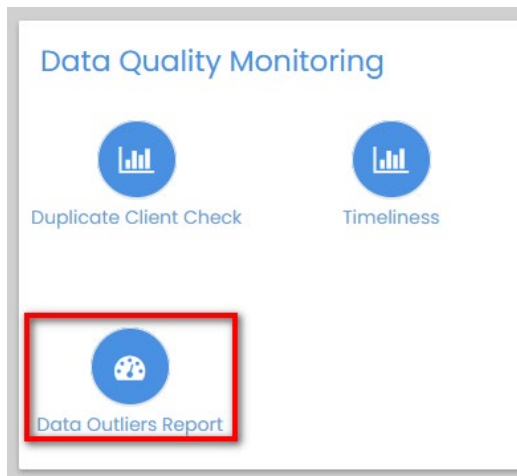 Data Quality Monitoring
Duplicate Client Check
Timeliness
Data Outliers Report